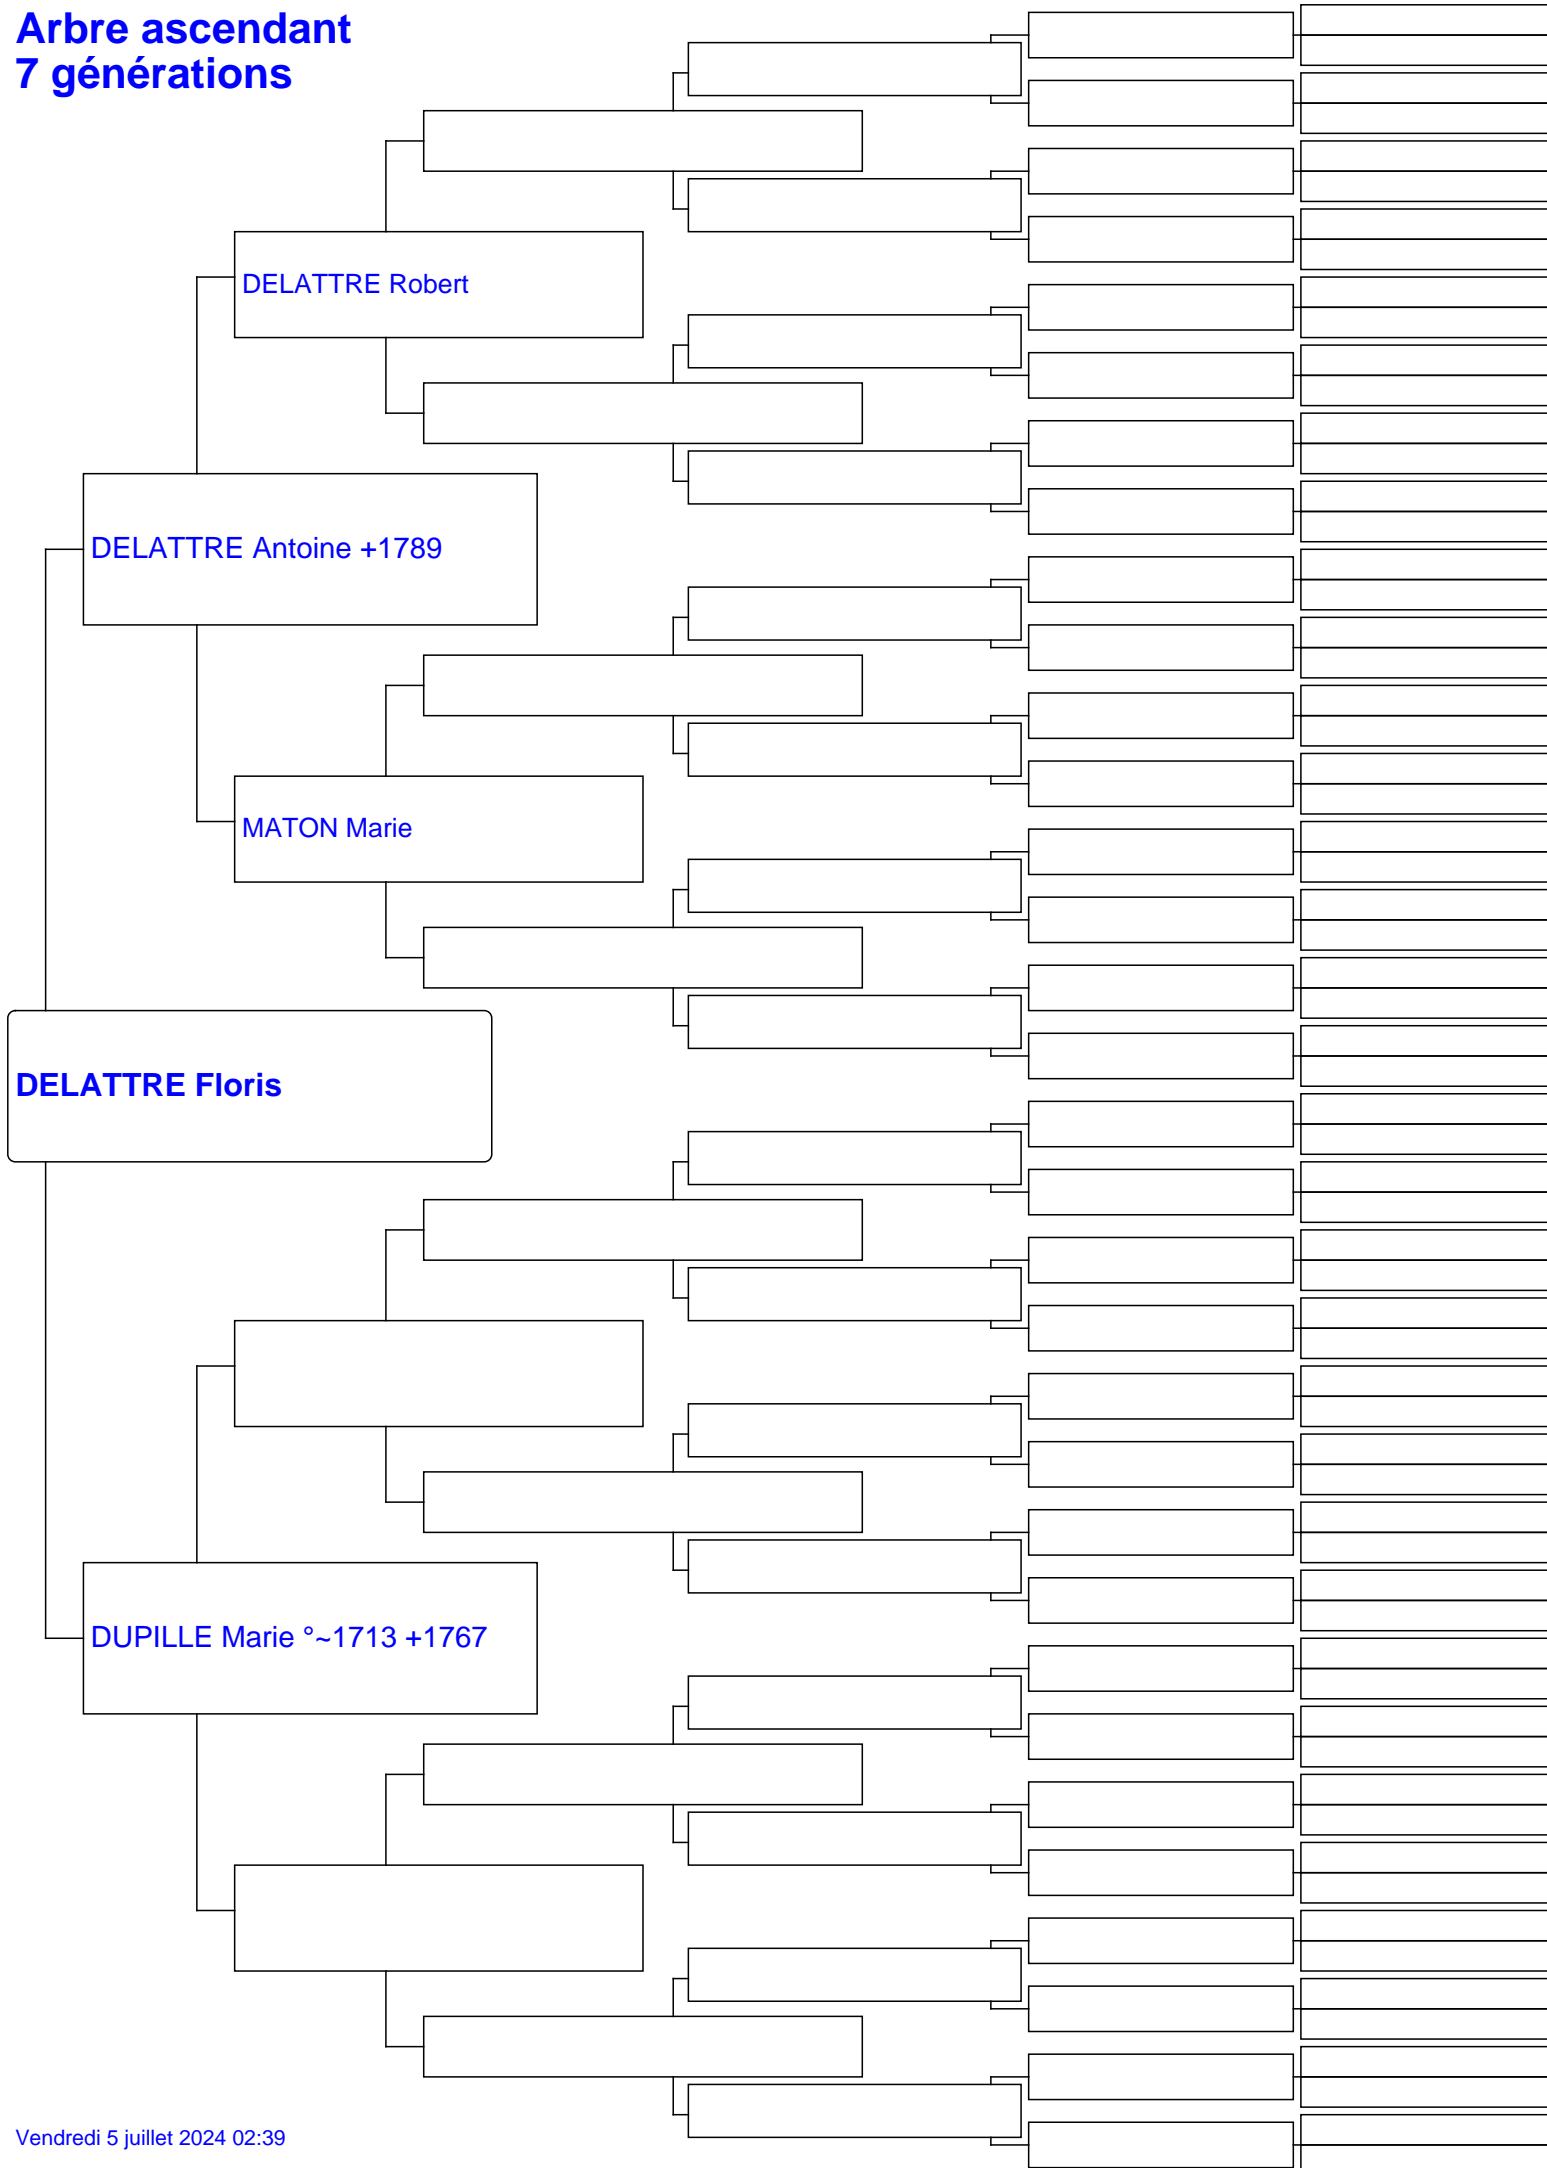 Arbre ascendant
7 générations
DELATTRE Robert
DELATTRE Antoine +1789
MATON Marie
DELATTRE Floris
DUPILLE Marie °~1713 +1767
Vendredi 5 juillet 2024 02:39